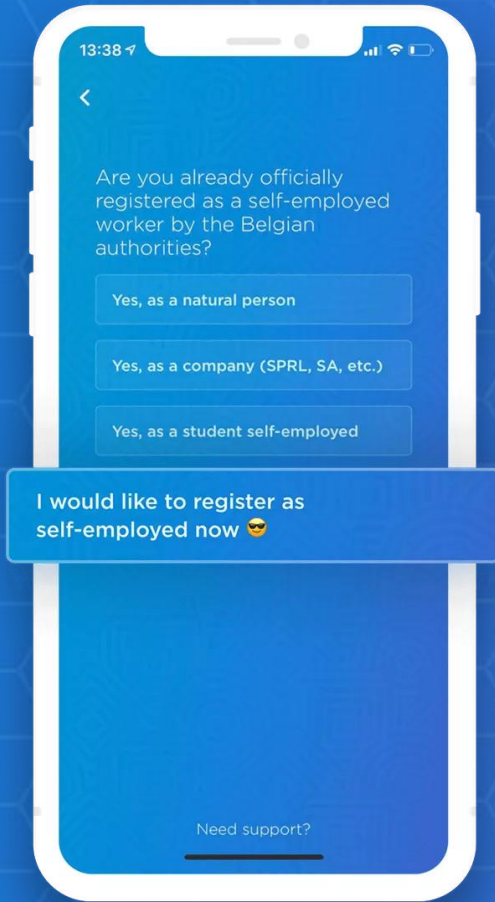 13:38
Are you already officially
registered as a self-employed
worker by the Belgian
authorities?
Yes, as a natural person
Yes, as a company (SPRL, SA, etc.)
Yes, as a student self-employed
I would like to register as
self-employed now 😎
Need support?